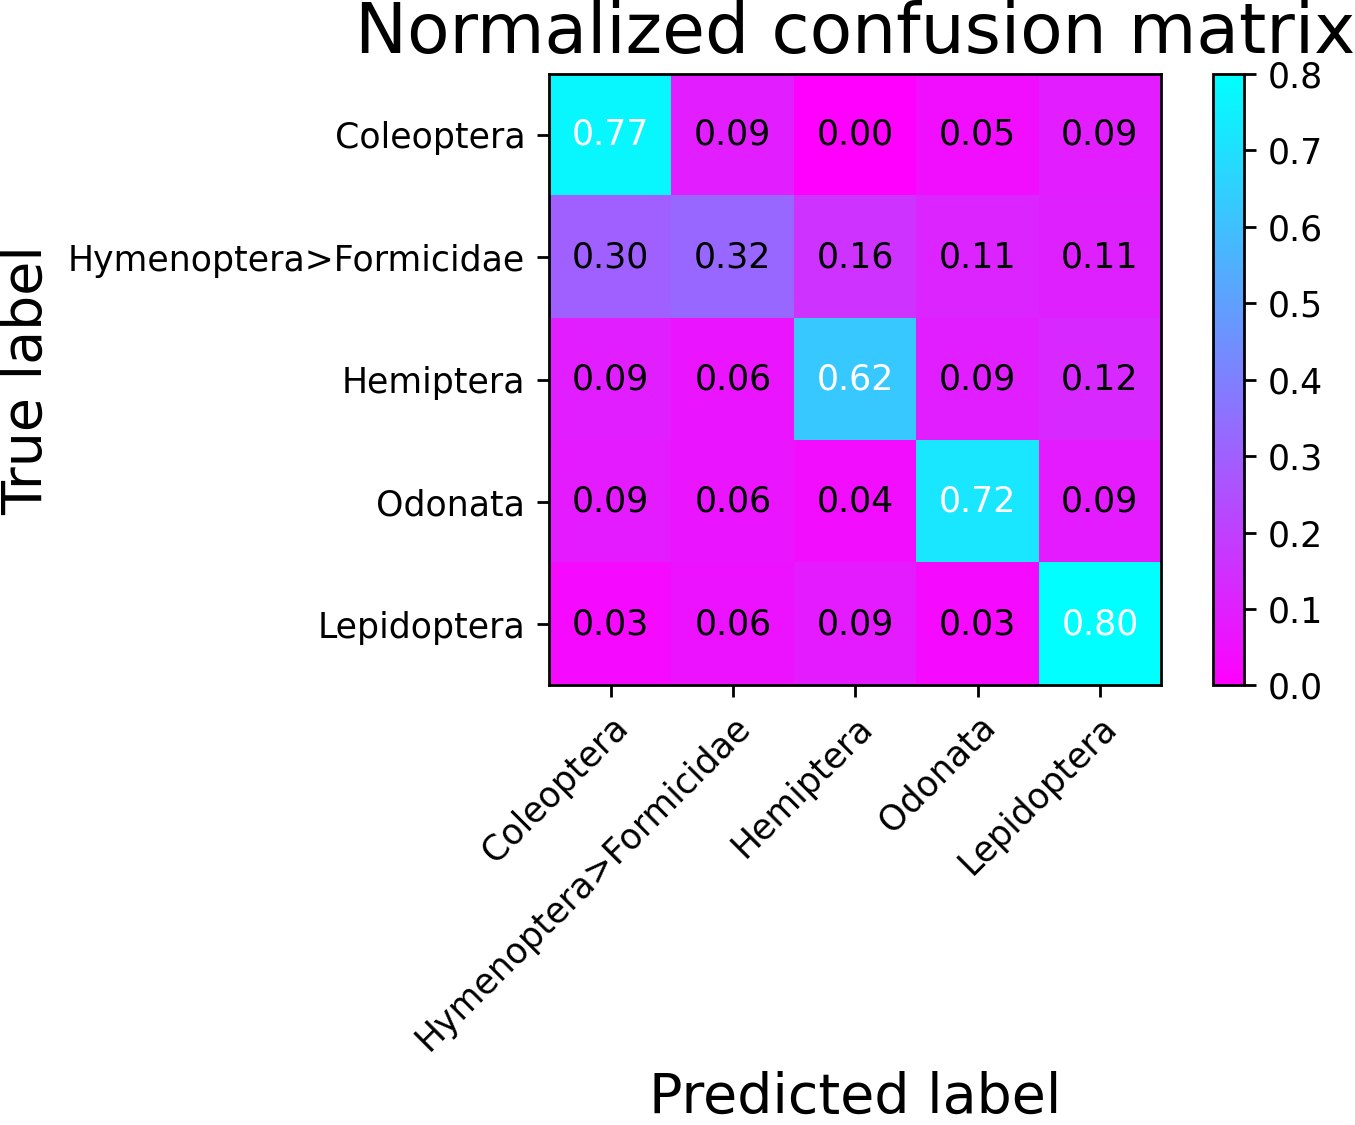 Normalized confusion matrix
True label
Coleoptera 0.77 0.09 0.00 0.05 0.09
Hymenoptera>Formicidae 0.30 0.32 0.16 0.11 0.11
Hemiptera 0.09 0.06 0.62 0.09 0.12
Odonata 0.09 0.06 0.04 0.72 0.09
Lepidoptera 0.03 0.06 0.09 0.03 0.80
Coleoptera
Hymenoptera>Formicidae
Hemiptera
Odonata
Lepidoptera
Predicted label
0.8
0.7
0.6
0.5
0.4
0.3
0.2
0.1
0.0